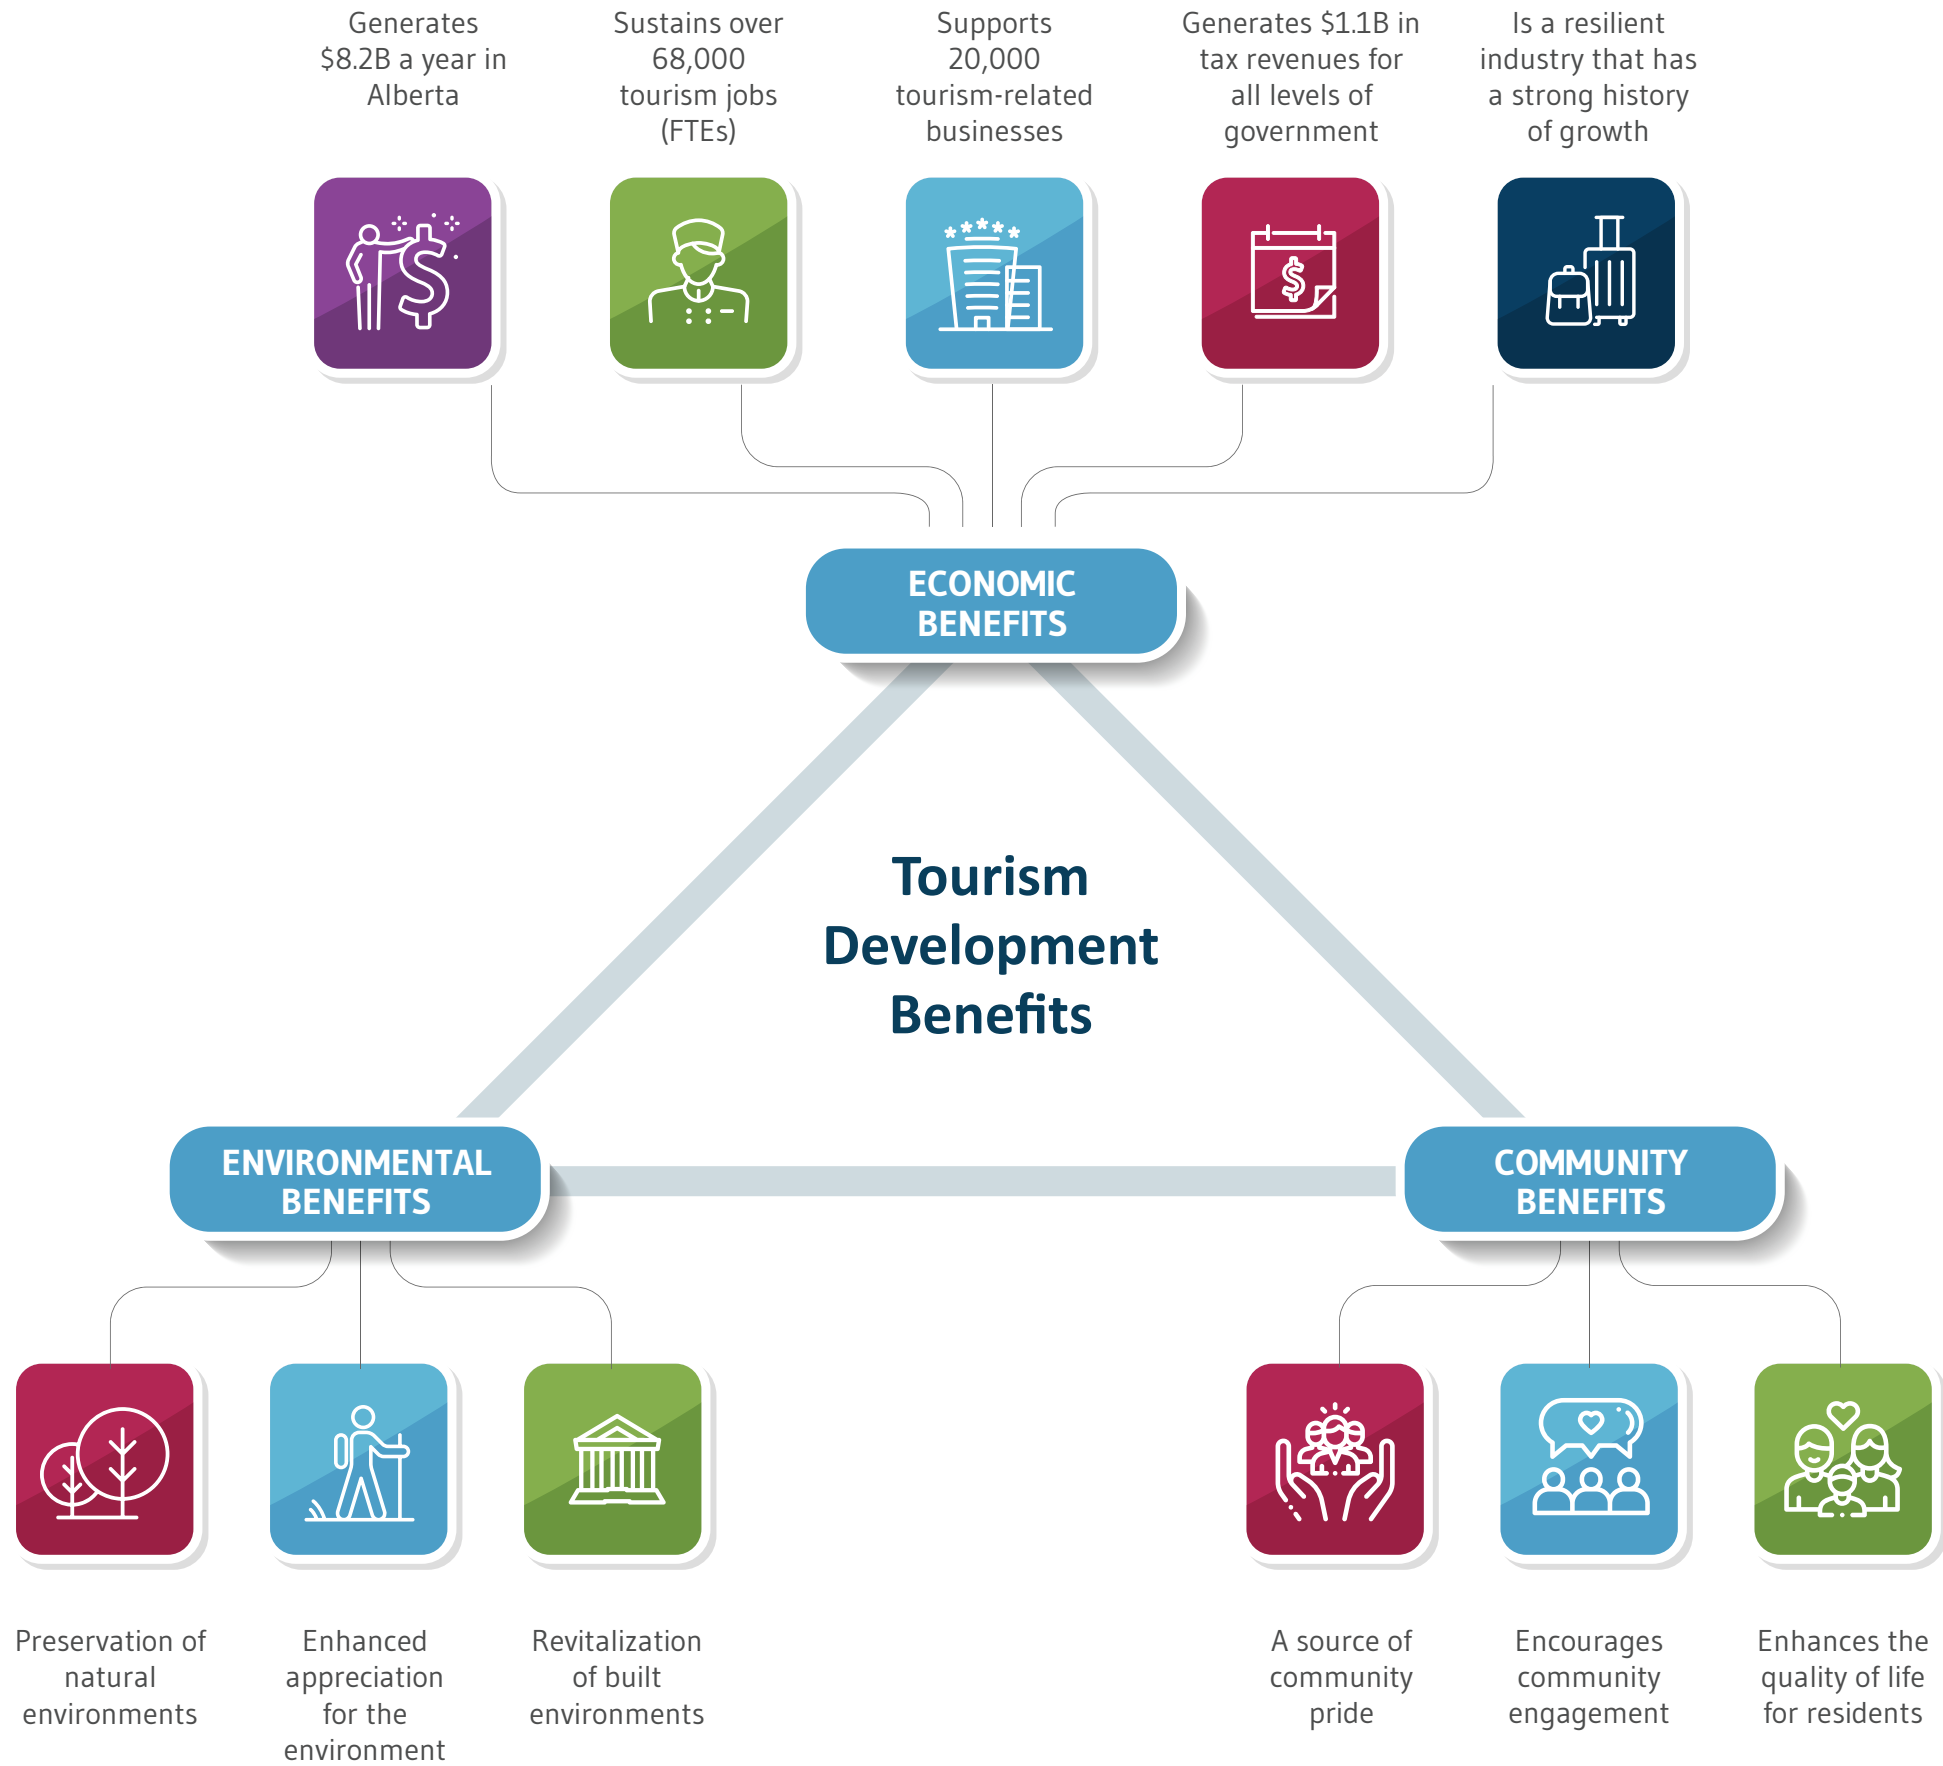 Generates
$8.2B a year in
Alberta
Sustains over
68,000
tourism jobs
(FTEs)
Supports
20,000
tourism-related
businesses
Generates $1.1B in
tax revenues for
all levels of
government
Is a resilient
industry that has
a strong history
of growth
ECONOMIC
BENEFITS
Tourism
Development
Benefits
ENVIRONMENTAL
BENEFITS
COMMUNITY
BENEFITS
Preservation of
natural
environments
Enhanced
appreciation
for the
environment
Revitalization
of built
environments
A source of
community
pride
Encourages
community
engagement
Enhances the
quality of life
for residents